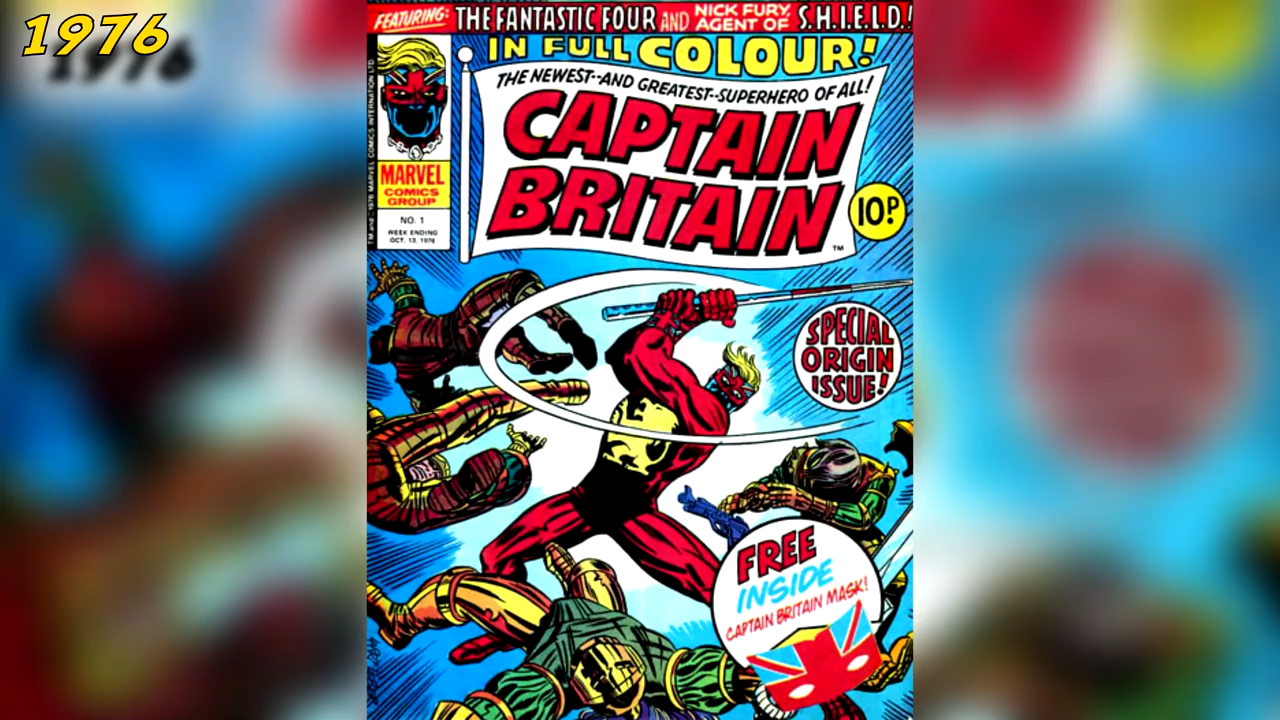 1976
FEATURING: THE FANTASTIC FOUR AND NICK FURY AGENT OF S.H.I.E.L.D.!
IN FULL COLOUR!
THE NEWEST--AND GREATEST--SUPERHERO OF ALL!
CAPTAIN
BRITAIN
TM
10P
MARVEL
COMICS
GROUP
NO. 1
WEEK ENDING
OCT. 13, 1976
SPECIAL
ORIGIN
ISSUE!
FREE
INSIDE
CAPTAIN BRITAIN MASK!